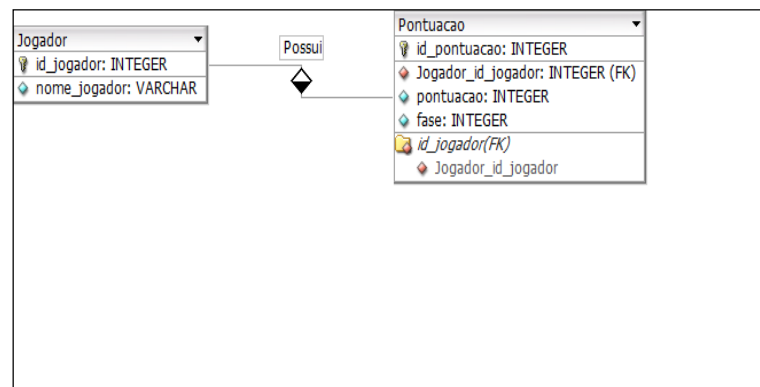 Jogador
id_jogador: INTEGER
nome_jogador: VARCHAR
Possui
Pontuacao
id_pontuacao: INTEGER
Jogador_id_jogador: INTEGER (FK)
pontuacao: INTEGER
fase: INTEGER
id_jogador(FK)
Jogador_id_jogador